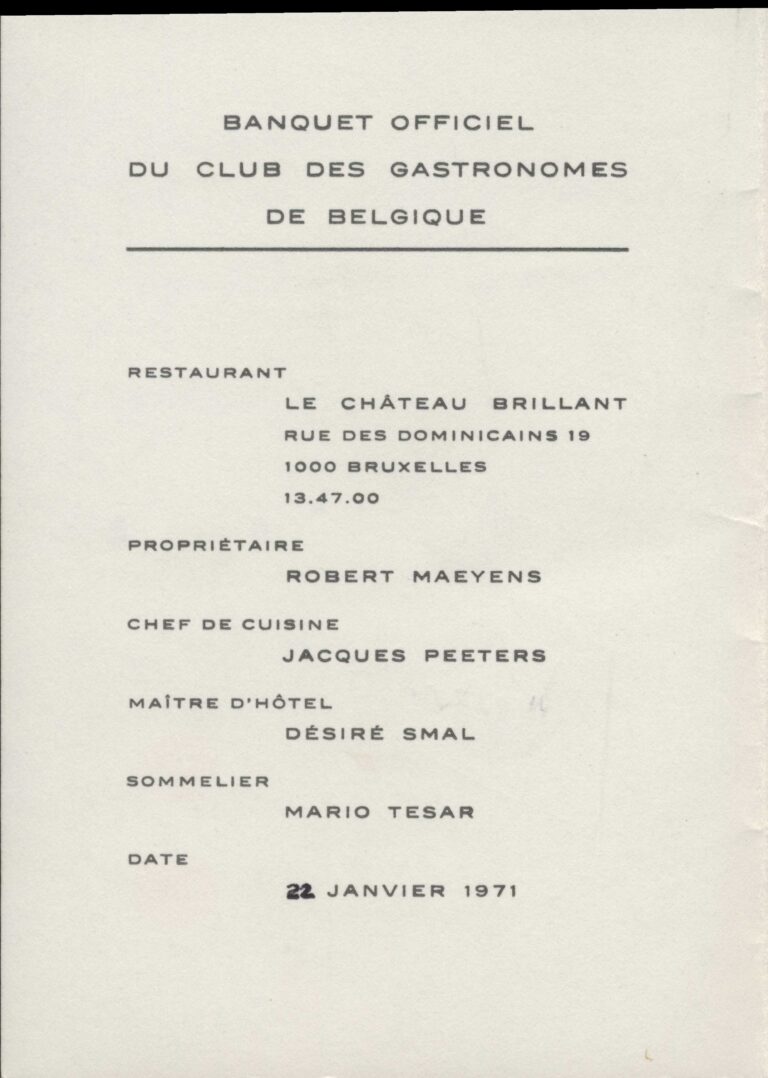 BANQUET OFFICIEL
DU CLUB DES GASTRONOMES
DE BELGIQUE
RESTAURANT
LE CHÂTEAU BRILLANT
RUE DES DOMINICAINS 19
1000 BRUXELLES
13.47.00
PROPRIÉTAIRE
ROBERT MAEYENS
CHEF DE CUISINE
JACQUES PEETERS
MAÎTRE D'HÔTEL
DÉSIRÉ SMAL
SOMMELIER
MARIO TESAR
DATE
22 JANVIER 1971